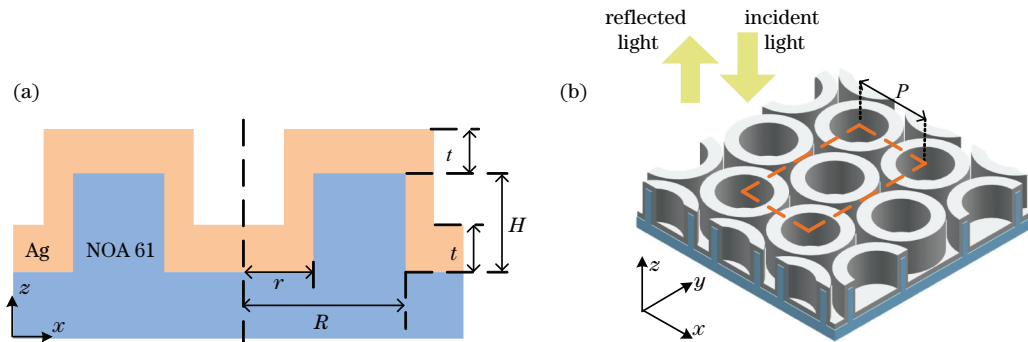 (a)
Ag
NOA 61
t
t
H
r
R
z
x
reflected
light
incident
light
(b)
P
z
y
x